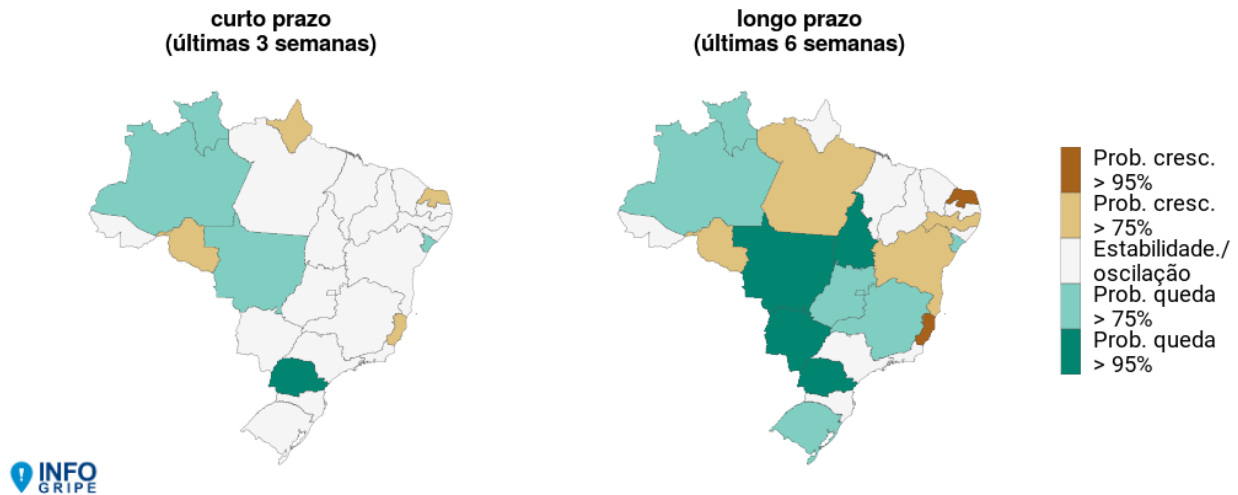 curto prazo
(últimas 3 semanas)
longo prazo
(últimas 6 semanas)
Prob. cresc.
> 95%
Prob. cresc.
> 75%
Estabilidade./
oscilação
Prob. queda
> 75%
Prob. queda
> 95%
INFO
GRIPE